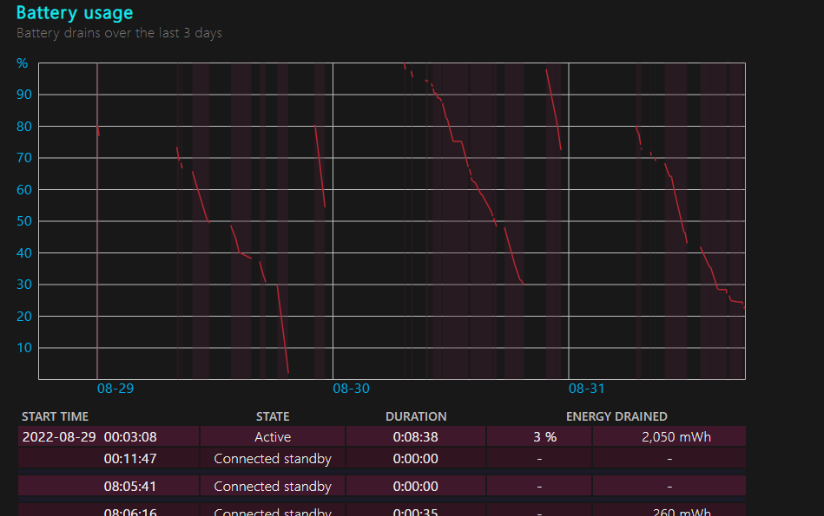 Battery usage
Battery drains over the last 3 days
%
90
80
70
60
50
40
30
20
10
08-29 08-30 08-31
START TIME STATE DURATION ENERGY DRAINED
2022-08-29 00:03:08 Active 0:08:38 3 % 2,050 mWh
00:11:47 Connected standby 0:00:00 - -
08:05:41 Connected standby 0:00:00 - -
08:06:16 Connected standby 0:00:35 - 260 mWh